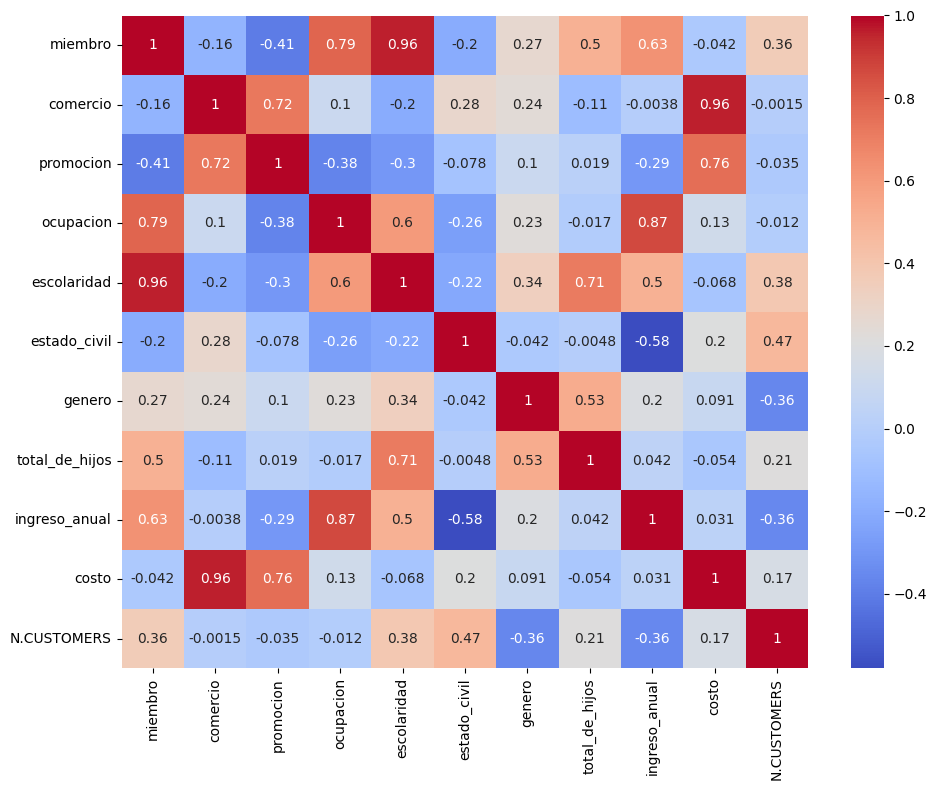 miembro 1 -0.16 -0.41 0.79 0.96 -0.2 0.27 0.5 0.63 -0.042 0.36
comercio -0.16 1 0.72 0.1 -0.2 0.28 0.24 -0.11 -0.0038 0.96 -0.0015
promocion -0.41 0.72 1 -0.38 -0.3 -0.078 0.1 0.019 -0.29 0.76 -0.035
ocupacion 0.79 0.1 -0.38 1 0.6 -0.26 0.23 -0.017 0.87 0.13 -0.012
escolaridad 0.96 -0.2 -0.3 0.6 1 -0.22 0.34 0.71 0.5 -0.068 0.38
estado_civil -0.2 0.28 -0.078 -0.26 -0.22 1 -0.042 -0.0048 -0.58 0.2 0.47
genero 0.27 0.24 0.1 0.23 0.34 -0.042 1 0.53 0.2 0.091 -0.36
total_de_hijos 0.5 -0.11 0.019 -0.017 0.71 -0.0048 0.53 1 0.042 -0.054 0.21
ingreso_anual 0.63 -0.0038 -0.29 0.87 0.5 -0.58 0.2 0.042 1 0.031 -0.36
costo -0.042 0.96 0.76 0.13 -0.068 0.2 0.091 -0.054 0.031 1 0.17
N.CUSTOMERS 0.36 -0.0015 -0.035 -0.012 0.38 0.47 -0.36 0.21 -0.36 0.17 1
miembro
comercio
promocion
ocupacion
escolaridad
estado_civil
genero
total_de_hijos
ingreso_anual
costo
N.CUSTOMERS
1.0
0.8
0.6
0.4
0.2
0.0
−0.2
−0.4